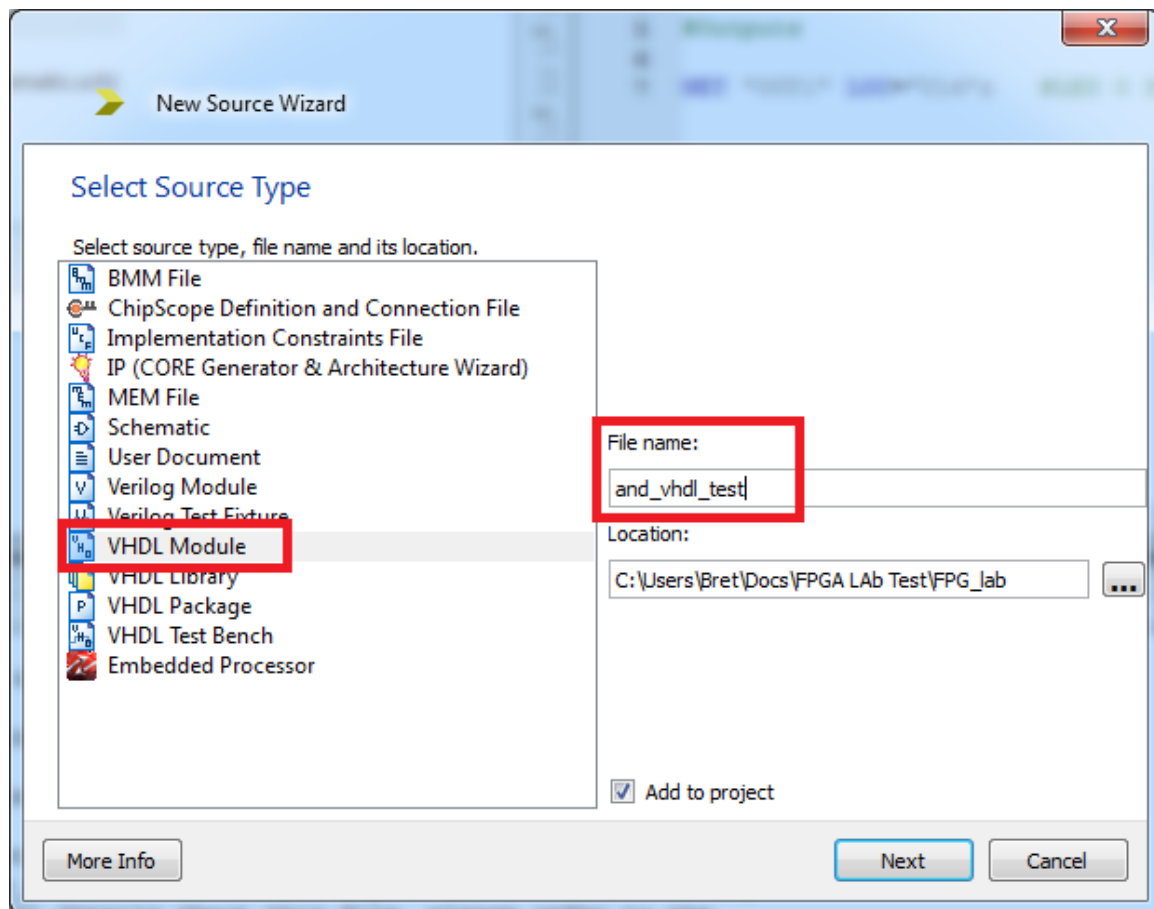 New Source Wizard
Select Source Type
Select source type, file name and its location.
BMM File
ChipScope Definition and Connection File
Implementation Constraints File
IP (CORE Generator & Architecture Wizard)
MEM File
Schematic
User Document
Verilog Module
Verilog Test Fixture
VHDL Module
VHDL Library
VHDL Package
VHDL Test Bench
Embedded Processor
File name:
and_vhdl_test
Location:
C:\Users\Bret\Docs\FPGA LAb Test\FPG_lab
...
Add to project
More Info
Next
Cancel